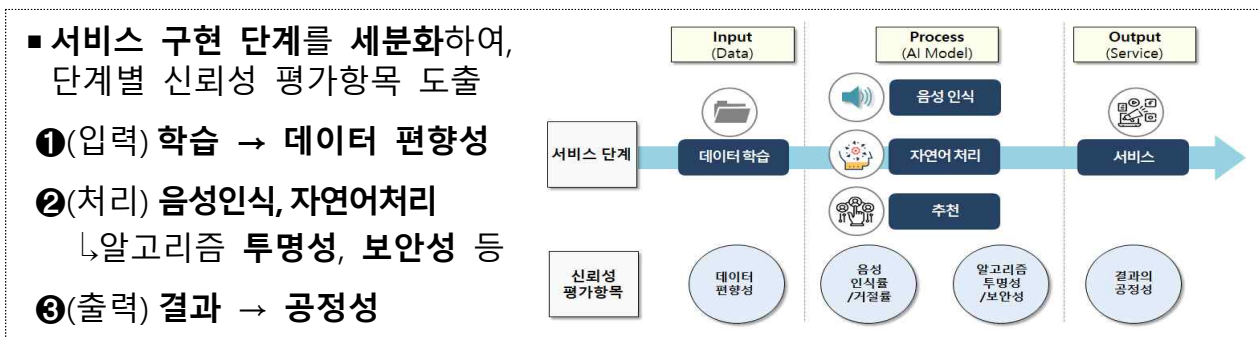 ■ 서비스 구현 단계를 세분화하여,
단계별 신뢰성 평가항목 도출
❶(입력) 학습 → 데이터 편향성
❷(처리) 음성인식, 자연어처리
↳알고리즘 투명성, 보안성 등
❸(출력) 결과 → 공정성
Input
(Data)
Process
(AI Model)
Output
(Service)
서비스 단계
데이터 학습
음성 인식
자연어 처리
추천
서비스
신뢰성
평가항목
데이터
편향성
음성
인식률
/거절률
알고리즘
투명성
/보안성
결과의
공정성